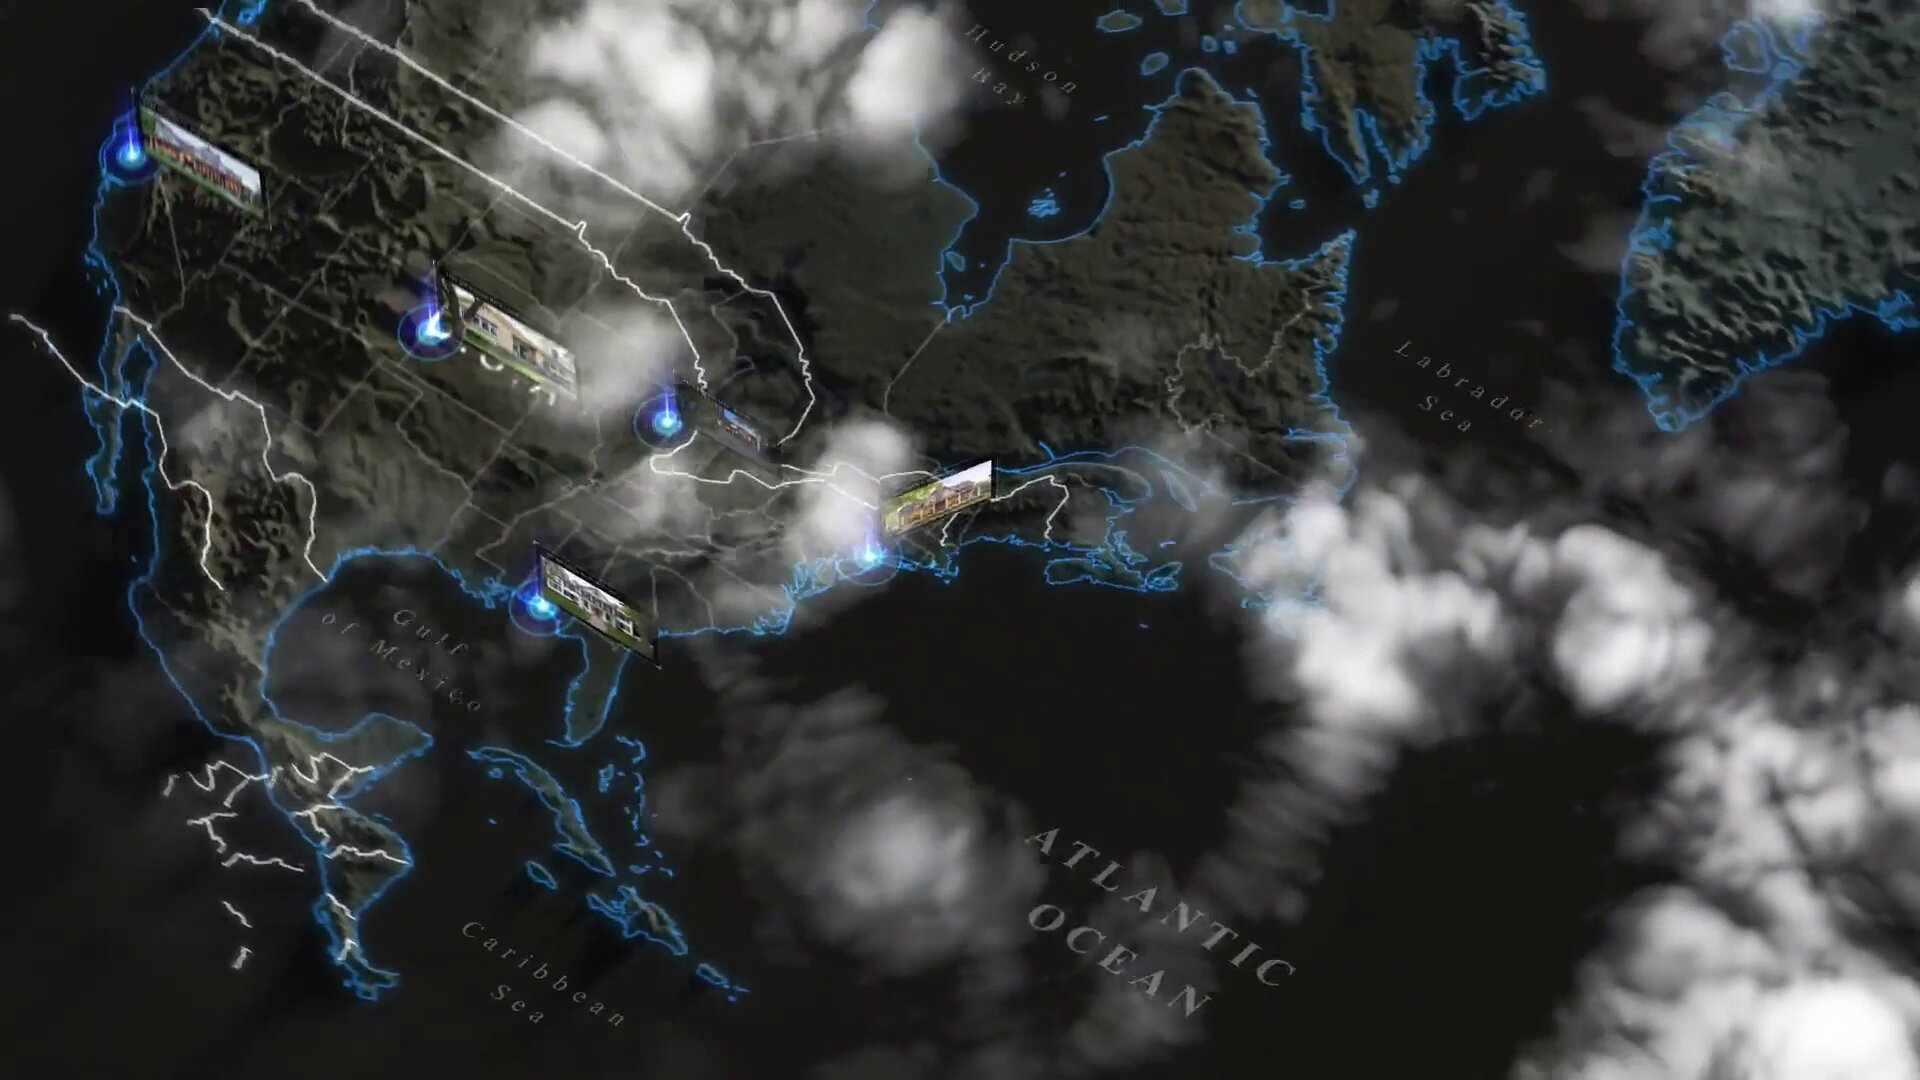 Hudson
Bay
Labrador
Sea
Gulf
of Mexico
ATLANTIC
OCEAN
Caribbean
Sea